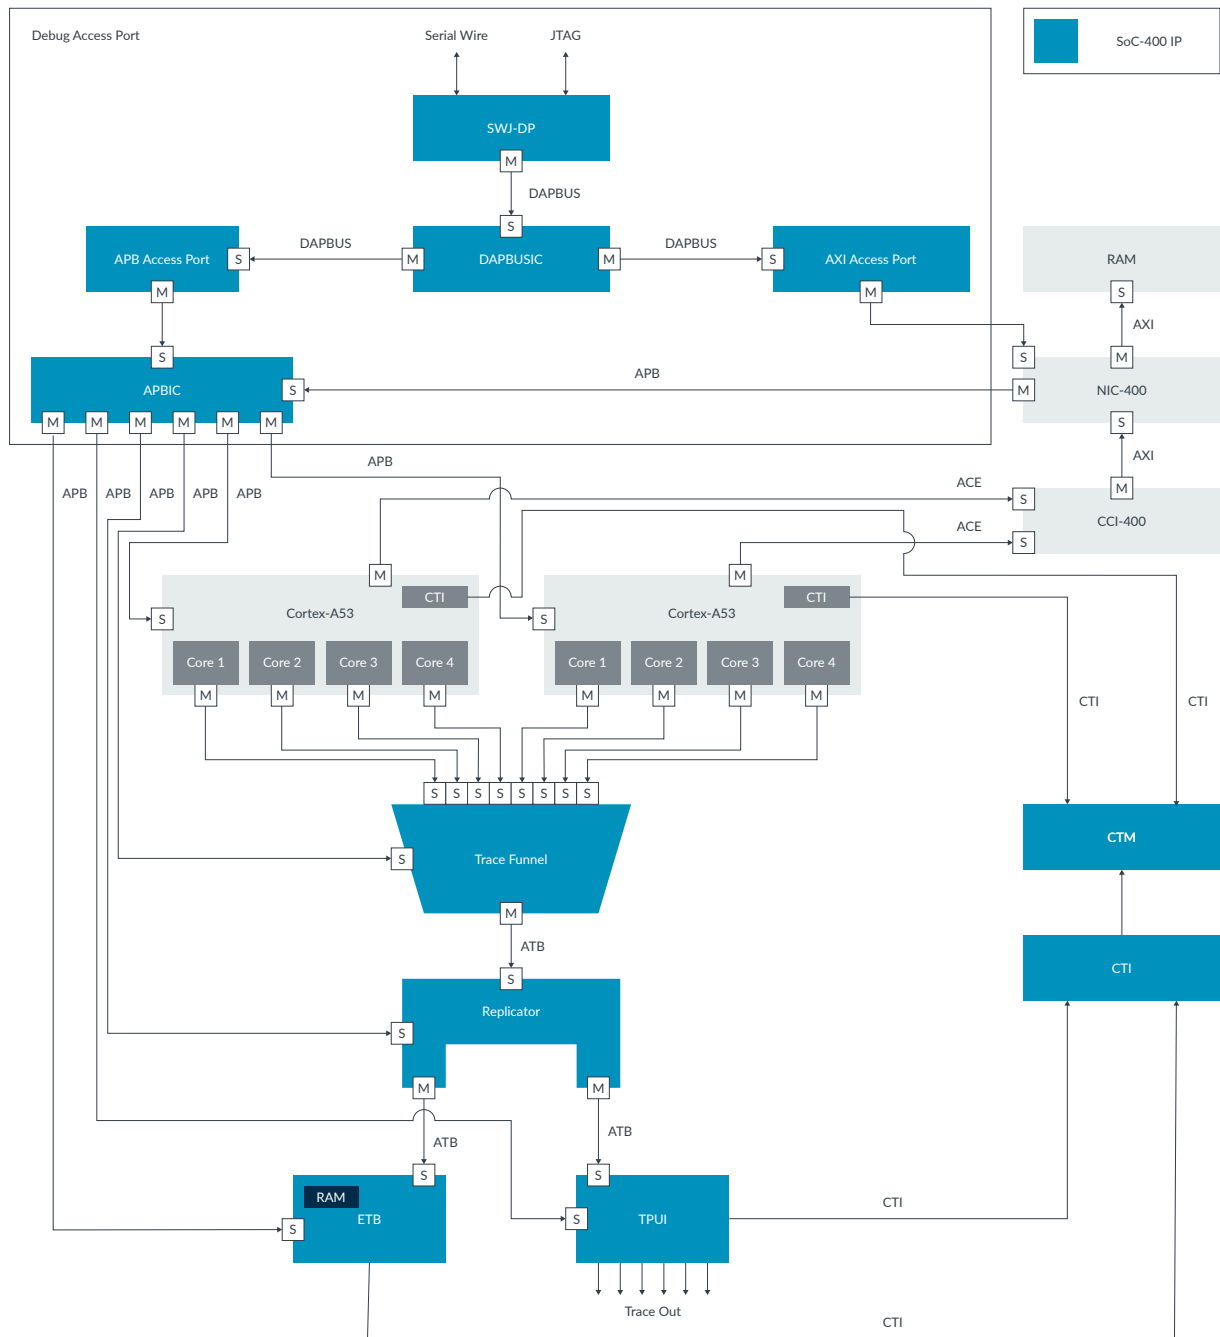 Debug Access Port
Serial Wire
JTAG
SoC-400 IP
SWJ-DP
M
DAPBUS
S
APB Access Port
S
DAPBUS
M
DAPBUSIC
M
DAPBUS
S
AXI Access Port
RAM
M
M
S
AXI
S
S
M
APBIC
S
APB
M
NIC-400
M
M
M
M
M
M
S
APB
AXI
APB
APB
APB
APB
APB
ACE
S
M
CCI-400
ACE
S
M
M
CTI
CTI
S
Cortex-A53
S
Cortex-A53
Core 1
Core 2
Core 3
Core 4
Core 1
Core 2
Core 3
Core 4
M
M
M
M
M
M
M
M
CTI
CTI
S
S
S
S
S
S
S
S
CTM
S
Trace Funnel
M
ATB
S
CTI
Replicator
S
M
M
ATB
ATB
S
S
RAM
ETB
S
S
TPUI
CTI
Trace Out
CTI